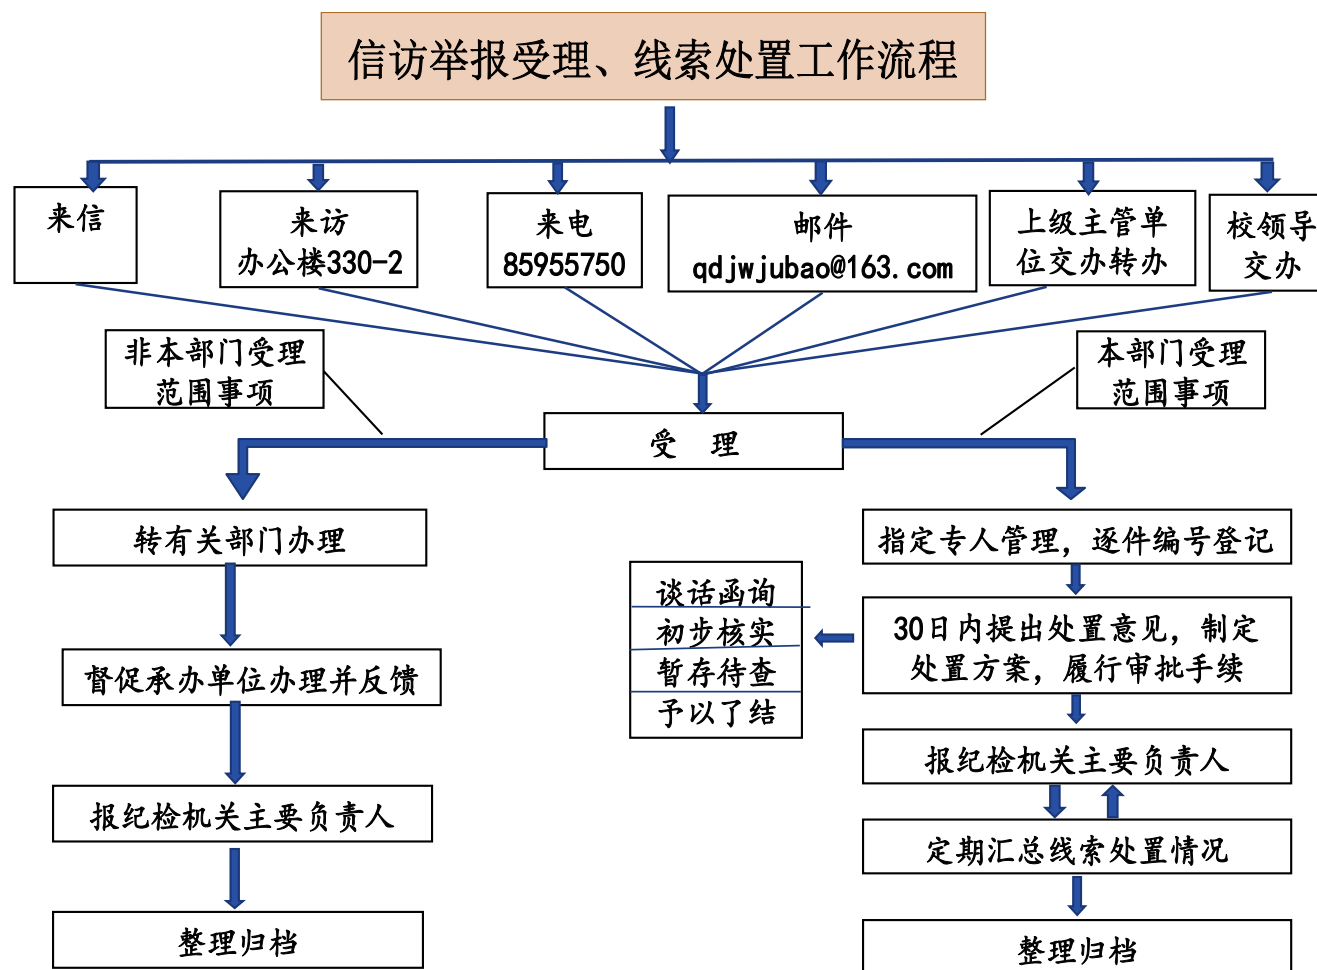 信访举报受理、线索处置工作流程
来信
来访
办公楼330-2
来电
85955750
邮件
qdjwjubao@163.com
上级主管单
位交办转办
校领导
交办
非本部门受理
范围事项
本部门受理
范围事项
受 理
转有关部门办理
督促承办单位办理并反馈
报纪检机关主要负责人
整理归档
指定专人管理，逐件编号登记
30日内提出处置意见，制定
处置方案，履行审批手续
谈话函询
初步核实
暂存待查
予以了结
报纪检机关主要负责人
定期汇总线索处置情况
整理归档